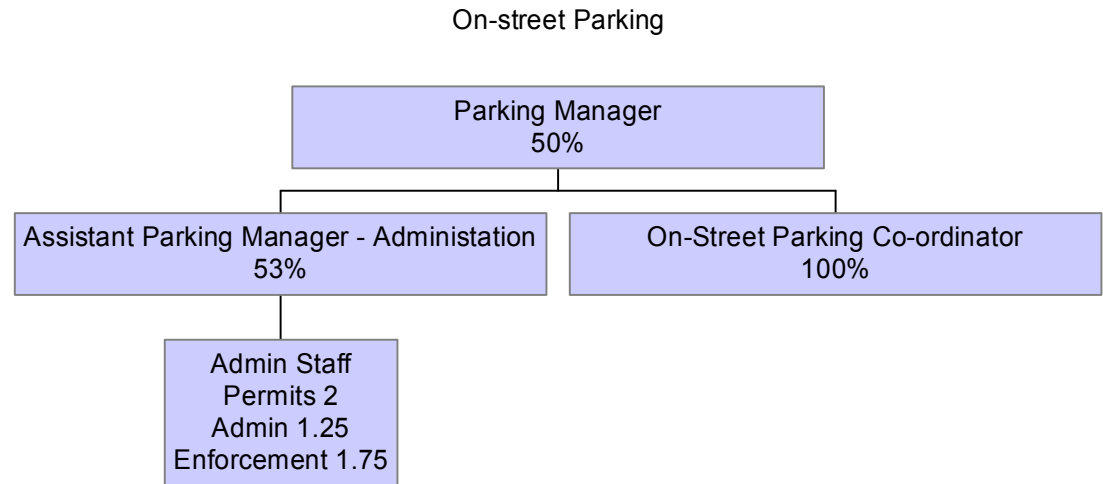 On-street Parking
Parking Manager
50%
Assistant Parking Manager - Administation
53%
On-Street Parking Co-ordinator
100%
Admin Staff
Permits 2
Admin 1.25
Enforcement 1.75